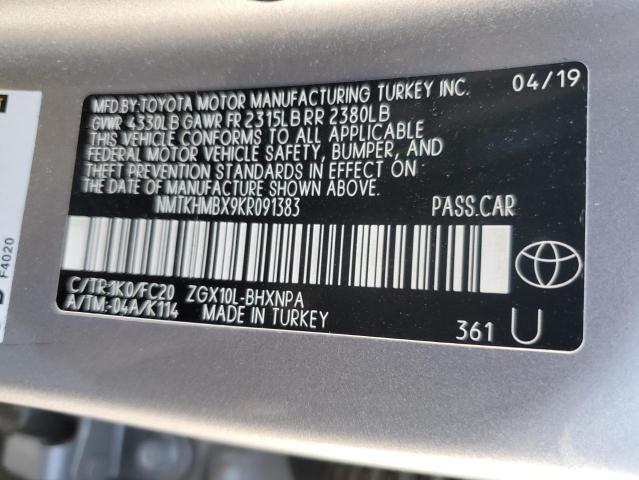 MFD.BY:TOYOTA MOTOR MANUFACTURING TURKEY INC. 04/19
GVWR 4330LB GAWR FR 2315LB RR 2380LB
THIS VEHICLE CONFORMS TO ALL APPLICABLE
FEDERAL MOTOR VEHICLE SAFETY, BUMPER, AND
THEFT PREVENTION STANDARDS IN EFFECT ON
THE DATE OF MANUFACTURE SHOWN ABOVE.
NMTKHMBX9KR091383 PASS.CAR
C/TR:1K0/FC20 ZGX10L-BHXNPA
A/TM:-04A/K114 MADE IN TURKEY
361 U
F4020